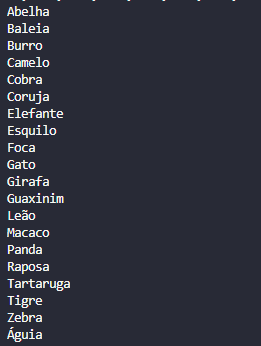 Abelha
Baleia
Burro
Camelo
Cobra
Coruja
Elefante
Esquilo
Foca
Gato
Girafa
Guaxinim
Leão
Macaco
Panda
Raposa
Tartaruga
Tigre
Zebra
Águia